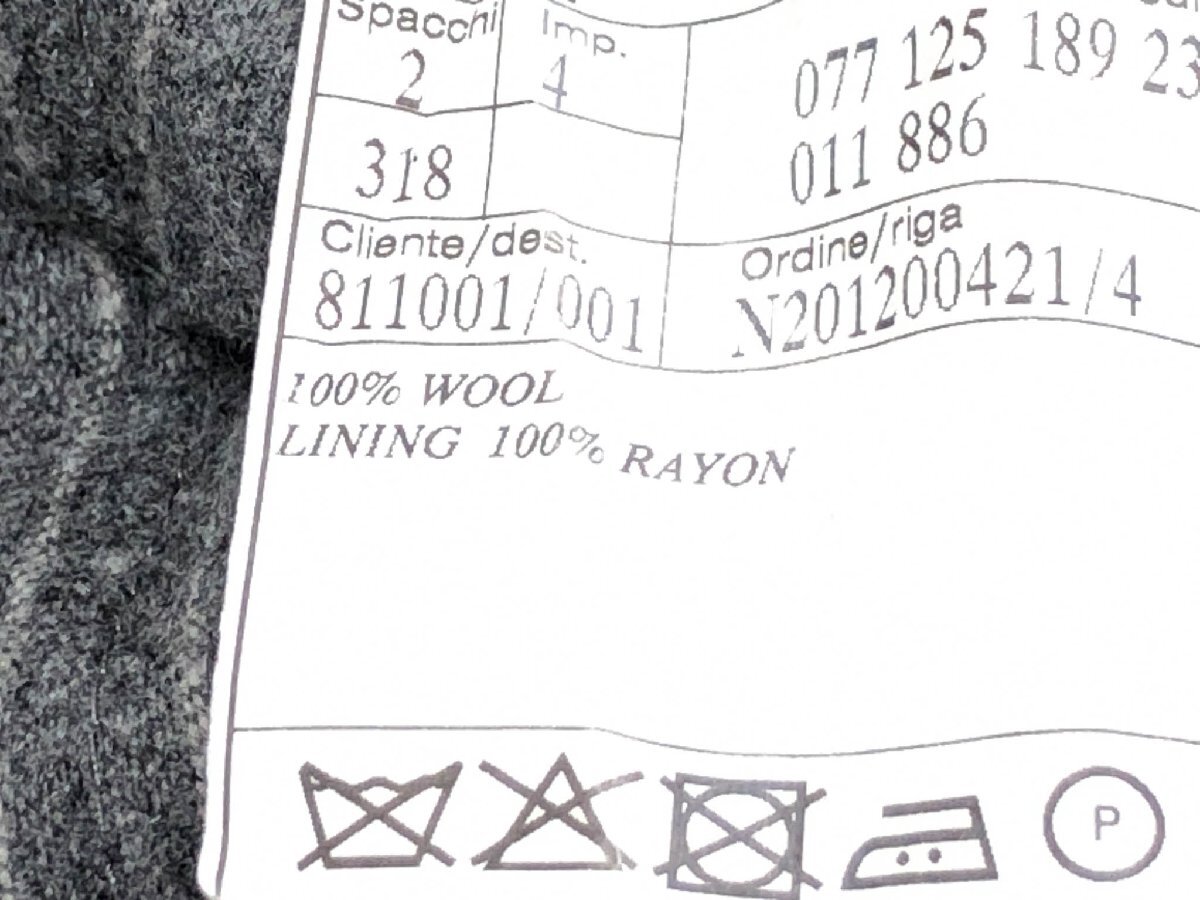 Spacchi Imp.
2 4 077 125 189 23
318 011 886
Cliente/dest. Ordine/riga
811001/001 N201200421/4
100% WOOL
LINING 100% RAYON
P